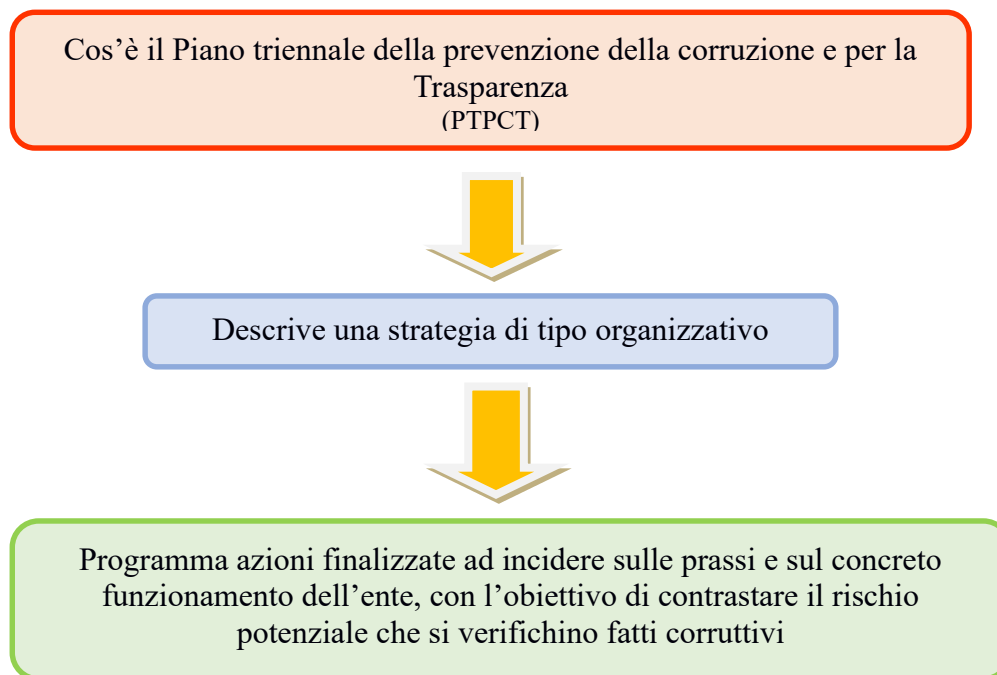 Cos’è il Piano triennale della prevenzione della corruzione e per la
Trasparenza
(PTPCT)
Descrive una strategia di tipo organizzativo
Programma azioni finalizzate ad incidere sulle prassi e sul concreto
funzionamento dell’ente, con l’obiettivo di contrastare il rischio
potenziale che si verifichino fatti corruttivi